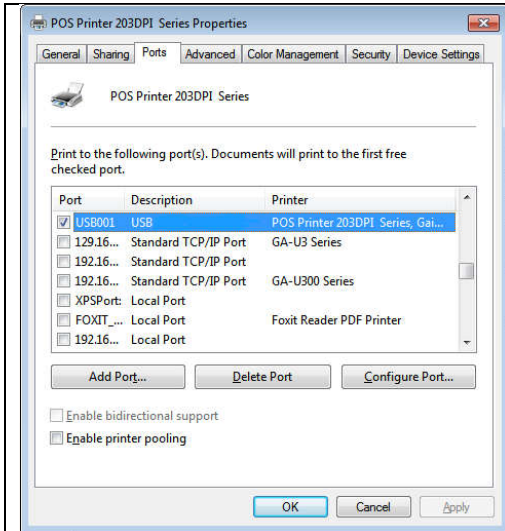 POS Printer 203DPI Series Properties
General Sharing Ports Advanced Color Management Security Device Settings
POS Printer 203DPI Series
Print to the following port(s). Documents will print to the first free
checked port.
Port Description Printer
USB001 USB POS Printer 203DPI Series, Gai...
129.16... Standard TCP/IP Port GA-U3 Series
192.16... Standard TCP/IP Port
192.16... Standard TCP/IP Port GA-U300 Series
XPSPort: Local Port
FOXIT_... Local Port Foxit Reader PDF Printer
192.16... Local Port
Add Port... Delete Port Configure Port...
Enable bidirectional support
Enable printer pooling
OK Cancel Apply